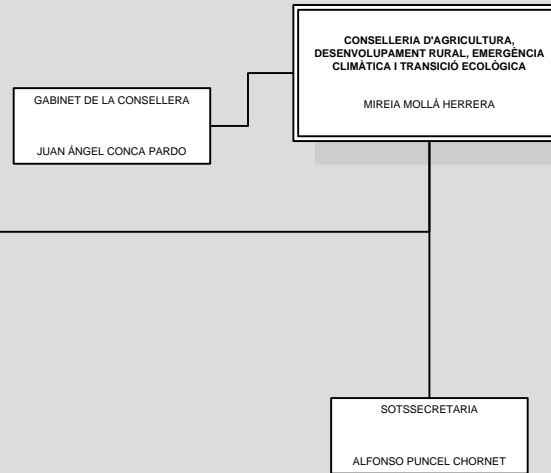 CONSELLERIA D'AGRICULTURA,
DESENVOLUPAMENT RURAL, EMERGÈNCIA
CLIMÀTICA I TRANSICIÓ ECOLÒGICA
MIREIA MOLLÁ HERRERA
GABINET DE LA CONSELLERA
JUAN ÁNGEL CONCA PARDO
SOTSSECRETARIA
ALFONSO PUNCEL CHORNET